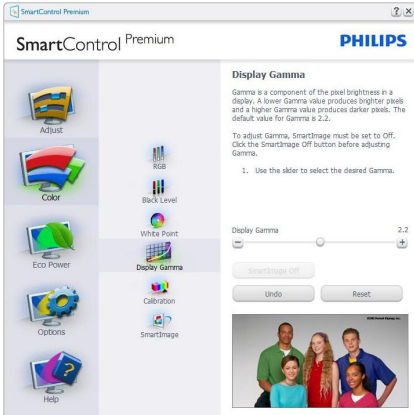 SmartControl Premium
SmartControl Premium
PHILIPS
Adjust
Color
Eco Power
Options
Help
RGB
Black Level
White Point
Display Gamma
Calibration
SmartImage
Display Gamma
Gamma is a component of the pixel brightness in a
display. A lower Gamma value produces brighter pixels
and a higher Gamma value produces darker pixels. The
default value for Gamma is 2.2.
To adjust Gamma, SmartImage must be set to Off.
Click the SmartImage Off button before adjusting
Gamma.
1. Use the slider to select the desired Gamma.
Display Gamma 2.2
SmartImage Off
Undo Reset